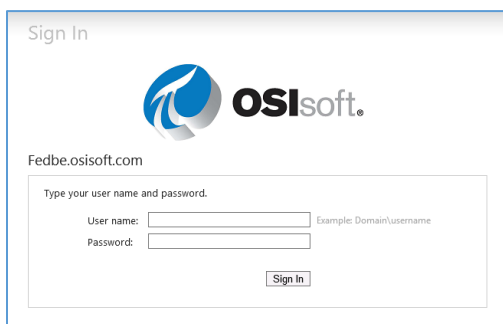 Sign In
OSIsoft®
Fedbe.osisoft.com
Type your user name and password.
User name: Example: Domain\username
Password:
Sign In